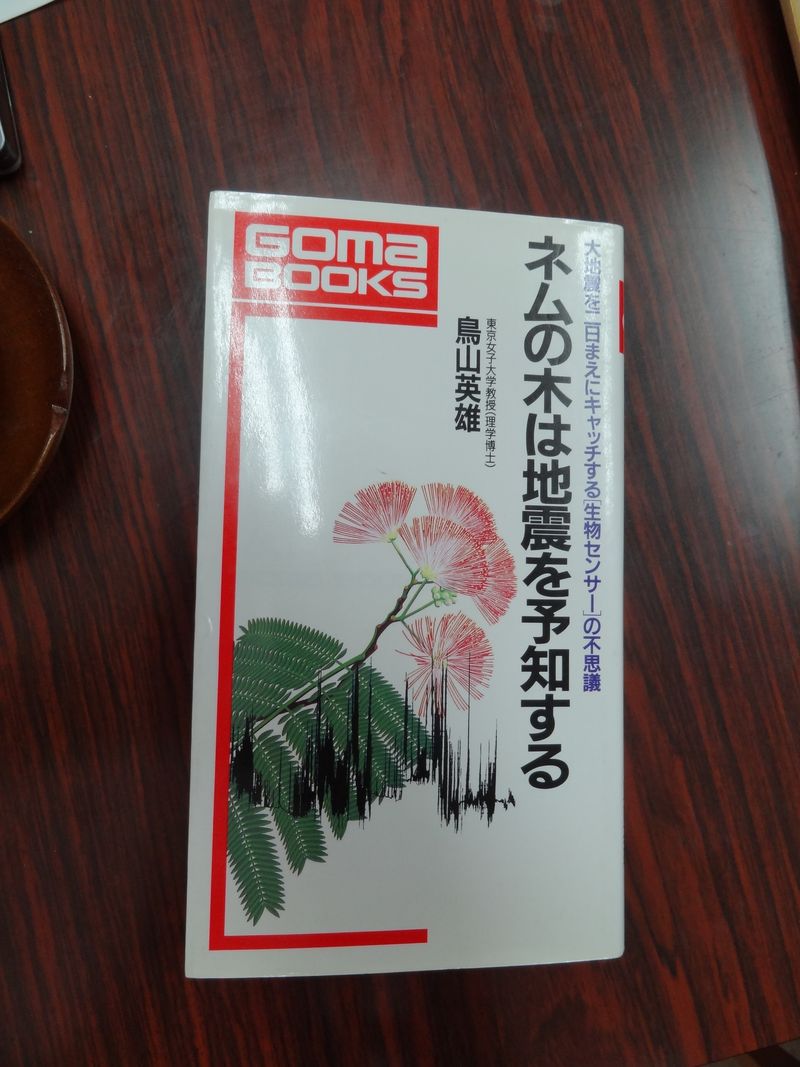 GOMA
BOOKS
大地震を二日まえにキャッチする[生物センサー]の不思議
ネムの木は地震を予知する
東京女子大学教授(理学博士)
鳥山英雄